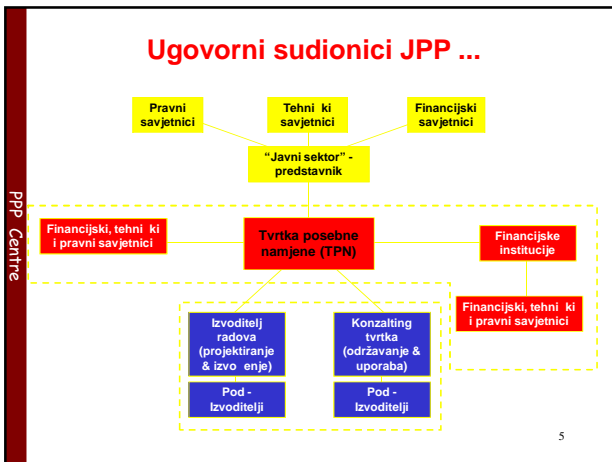 Ugovorni sudionici JPP ...
Pravni
savjetnici
Tehni ki
savjetnici
Financijski
savjetnici
"Javni sektor" -
predstavnik
PPP Centre
Financijski, tehni ki
i pravni savjetnici
Tvrtka posebne
namjene (TPN)
Financijske
institucije
Financijski, tehni ki
i pravni savjetnici
Izvoditelj
radova
(projektiranje
& izvo enje)
Konzalting
tvrtka
(održavanje &
uporaba)
Pod -
Izvoditelji
Pod -
Izvoditelji
5